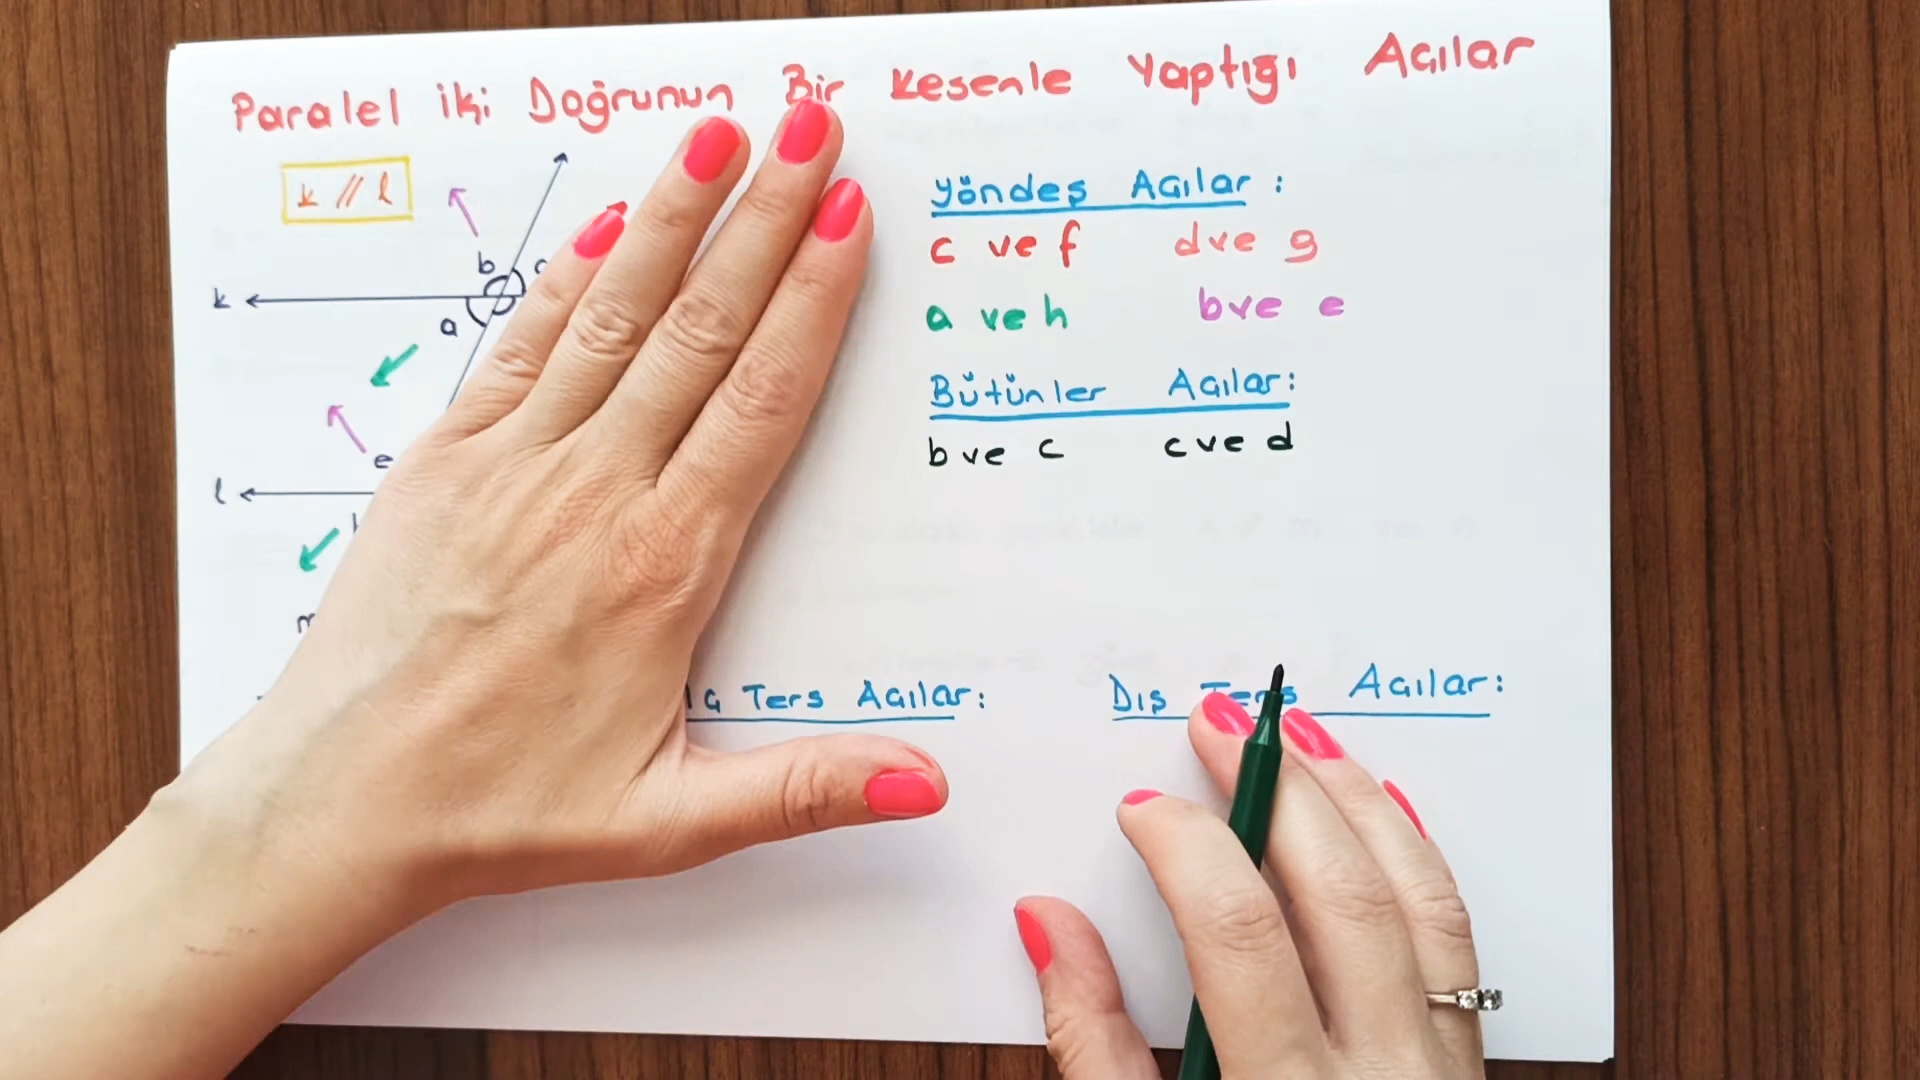 Paralel iki Doğrunun Bir Kesenle Yaptığı Açılar
k // l
Yöndeş Açılar :
c ve f d ve g
a ve h b ve e
Bütünler Açılar:
b ve c c ve d
b c
k
a
e
l
Ters Açılar:
Dış Ters Açılar: